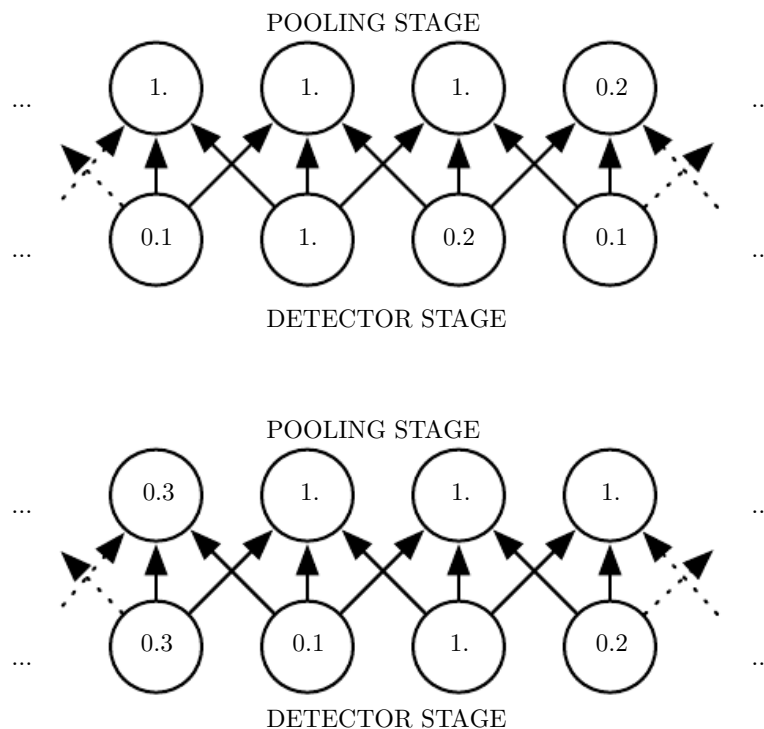 POOLING STAGE
... 1. 1. 1. 0.2 ..
... 0.1 1. 0.2 0.1 ..
DETECTOR STAGE
POOLING STAGE
... 0.3 1. 1. 1. ..
... 0.3 0.1 1. 0.2 ..
DETECTOR STAGE